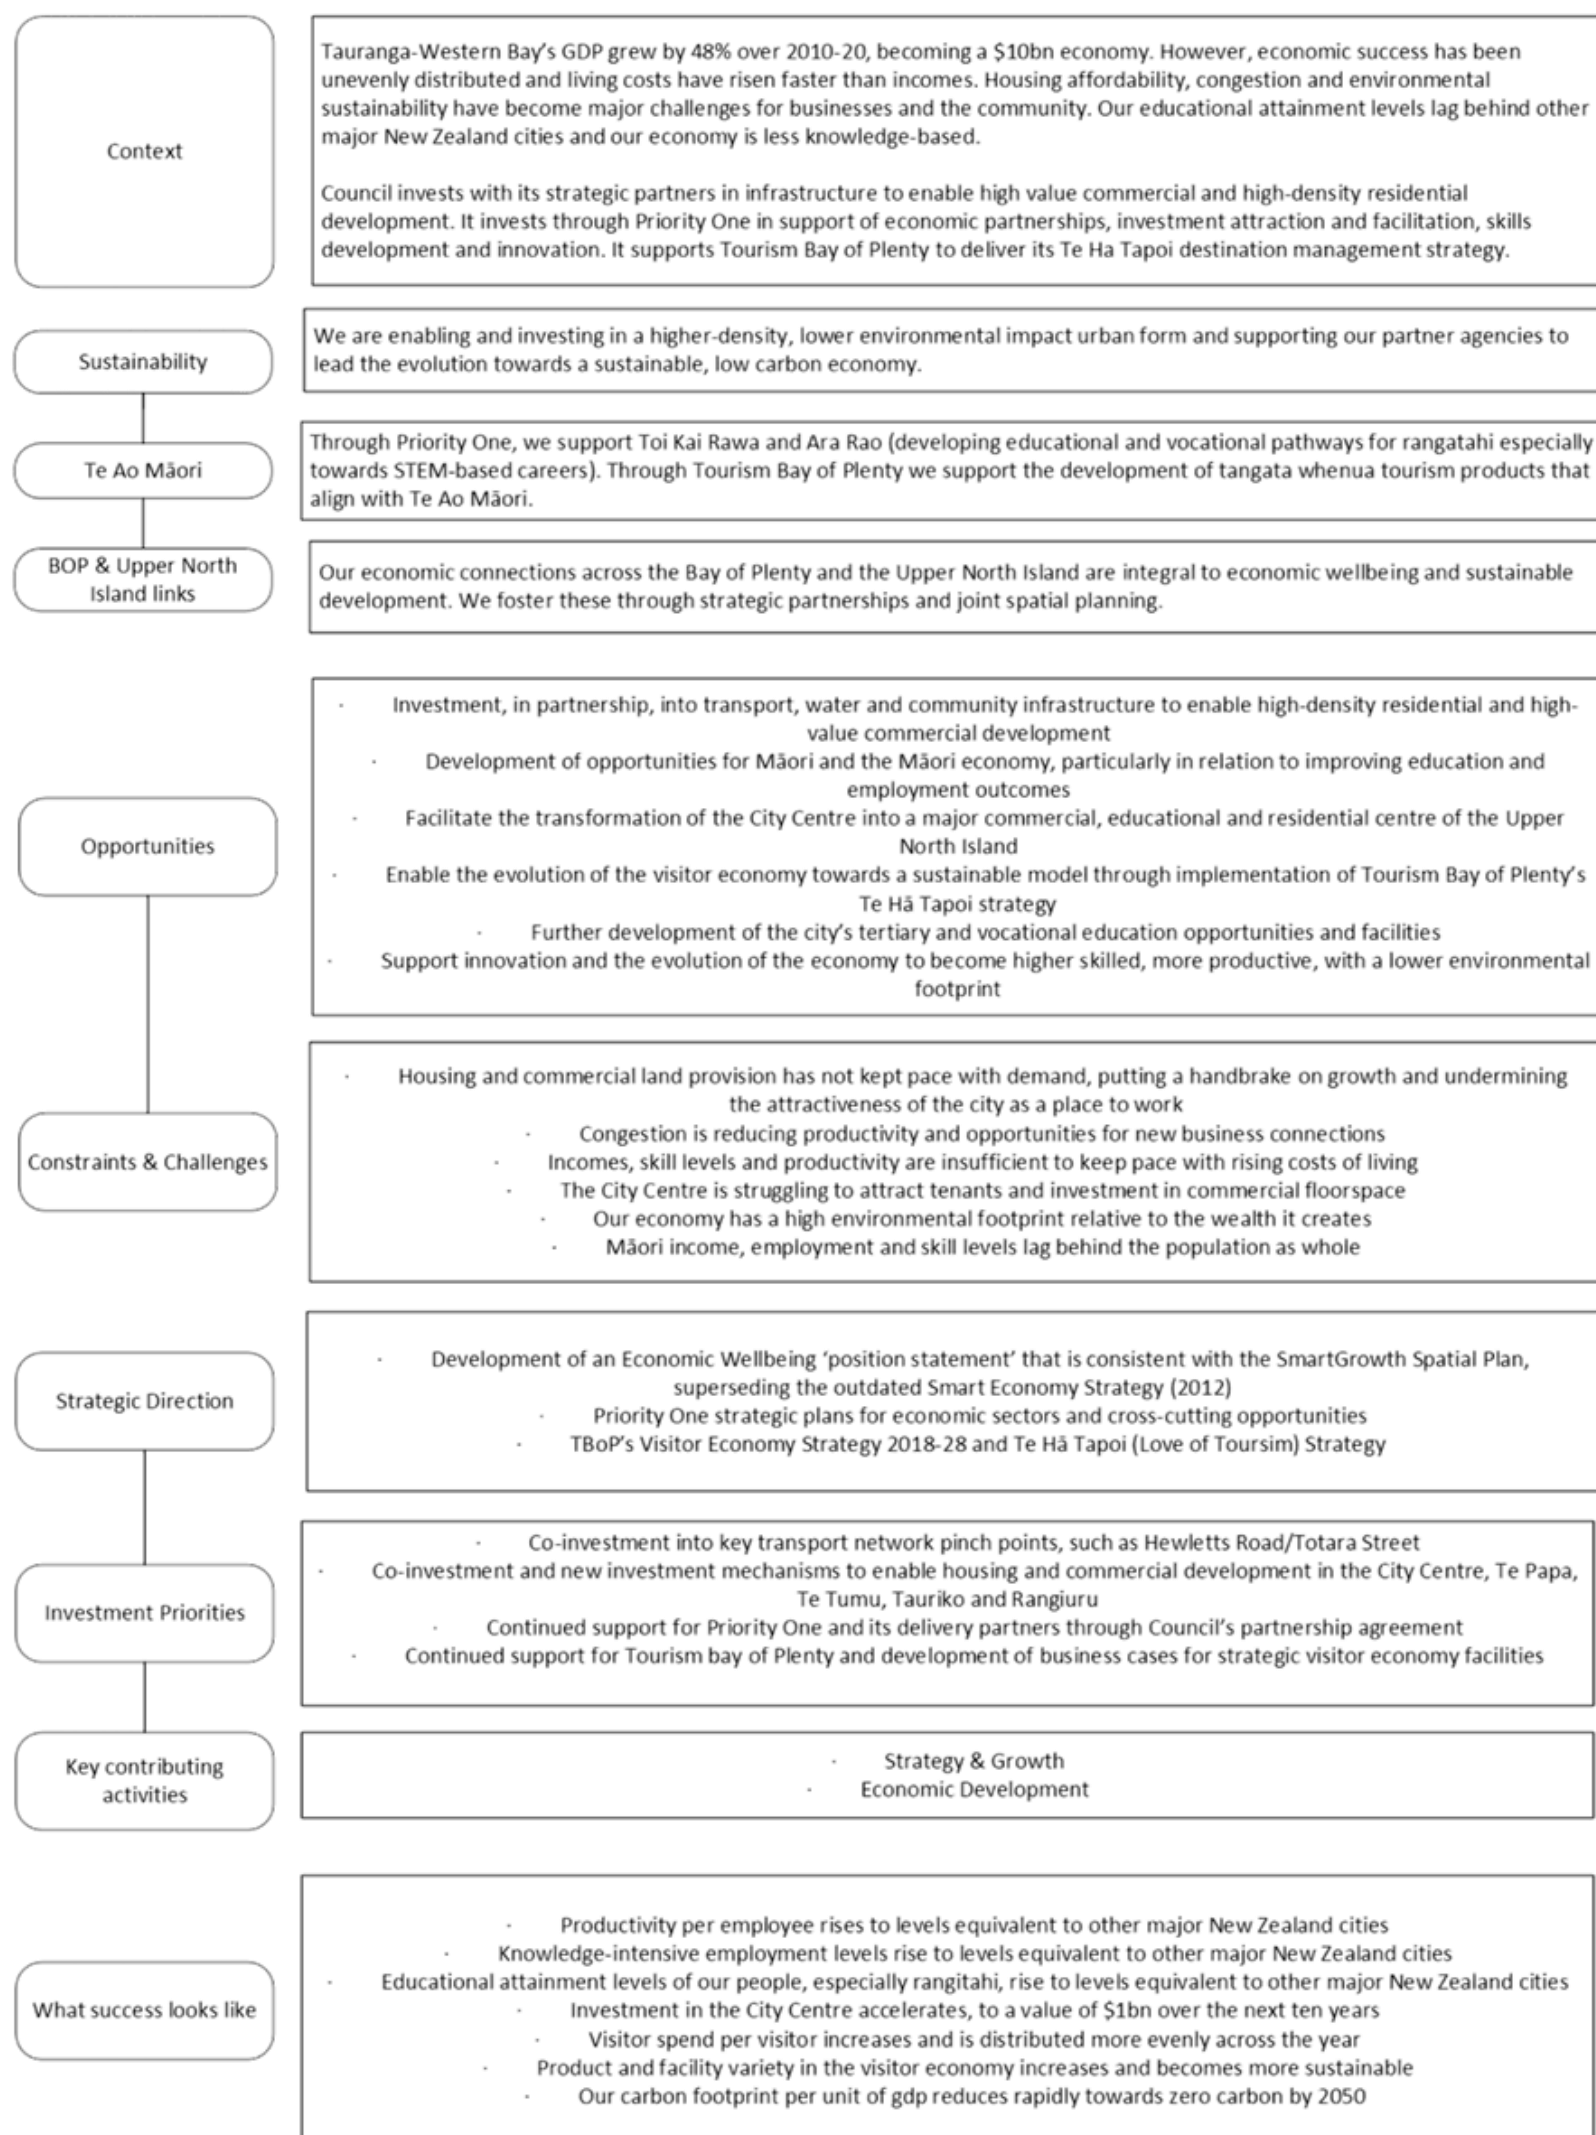 Context
Tauranga-Western Bay's GDP grew by 48% over 2010-20, becoming a $10bn economy. However, economic success has been
unevenly distributed and living costs have risen faster than incomes. Housing affordability, congestion and environmental
sustainability have become major challenges for businesses and the community. Our educational attainment levels lag behind other
major New Zealand cities and our economy is less knowledge-based.
Council invests with its strategic partners in infrastructure to enable high value commercial and high-density residential
development. It invests through Priority One in support of economic partnerships, investment attraction and facilitation, skills
development and innovation. It supports Tourism Bay of Plenty to deliver its Te Ha Tapoi destination management strategy.
Sustainability
We are enabling and investing in a higher-density, lower environmental impact urban form and supporting our partner agencies to
lead the evolution towards a sustainable, low carbon economy.
Te Ao Māori
Through Priority One, we support Toi Kai Rawa and Ara Rao (developing educational and vocational pathways for rangatahi especially
towards STEM-based careers). Through Tourism Bay of Plenty we support the development of tangata whenua tourism products that
align with Te Ao Māori.
BOP & Upper North
Island links
Our economic connections across the Bay of Plenty and the Upper North Island are integral to economic wellbeing and sustainable
development. We foster these through strategic partnerships and joint spatial planning.
Opportunities
· Investment, in partnership, into transport, water and community infrastructure to enable high-density residential and high-
value commercial development
· Development of opportunities for Māori and the Māori economy, particularly in relation to improving education and
employment outcomes
· Facilitate the transformation of the City Centre into a major commercial, educational and residential centre of the Upper
North Island
· Enable the evolution of the visitor economy towards a sustainable model through implementation of Tourism Bay of Plenty's
Te Hā Tapoi strategy
· Further development of the city's tertiary and vocational education opportunities and facilities
· Support innovation and the evolution of the economy to become higher skilled, more productive, with a lower environmental
footprint
Constraints & Challenges
· Housing and commercial land provision has not kept pace with demand, putting a handbrake on growth and undermining
the attractiveness of the city as a place to work
· Congestion is reducing productivity and opportunities for new business connections
· Incomes, skill levels and productivity are insufficient to keep pace with rising costs of living
· The City Centre is struggling to attract tenants and investment in commercial floorspace
· Our economy has a high environmental footprint relative to the wealth it creates
· Māori income, employment and skill levels lag behind the population as whole
Strategic Direction
· Development of an Economic Wellbeing 'position statement' that is consistent with the SmartGrowth Spatial Plan,
superseding the outdated Smart Economy Strategy (2012)
· Priority One strategic plans for economic sectors and cross-cutting opportunities
· TBoP's Visitor Economy Strategy 2018-28 and Te Hā Tapoi (Love of Toursim) Strategy
Investment Priorities
· Co-investment into key transport network pinch points, such as Hewletts Road/Totara Street
· Co-investment and new investment mechanisms to enable housing and commercial development in the City Centre, Te Papa,
Te Tumu, Tauriko and Rangiuru
· Continued support for Priority One and its delivery partners through Council's partnership agreement
· Continued support for Tourism bay of Plenty and development of business cases for strategic visitor economy facilities
Key contributing
activities
· Strategy & Growth
· Economic Development
What success looks like
· Productivity per employee rises to levels equivalent to other major New Zealand cities
· Knowledge-intensive employment levels rise to levels equivalent to other major New Zealand cities
· Educational attainment levels of our people, especially rangitahi, rise to levels equivalent to other major New Zealand cities
· Investment in the City Centre accelerates, to a value of $1bn over the next ten years
· Visitor spend per visitor increases and is distributed more evenly across the year
· Product and facility variety in the visitor economy increases and becomes more sustainable
· Our carbon footprint per unit of gdp reduces rapidly towards zero carbon by 2050